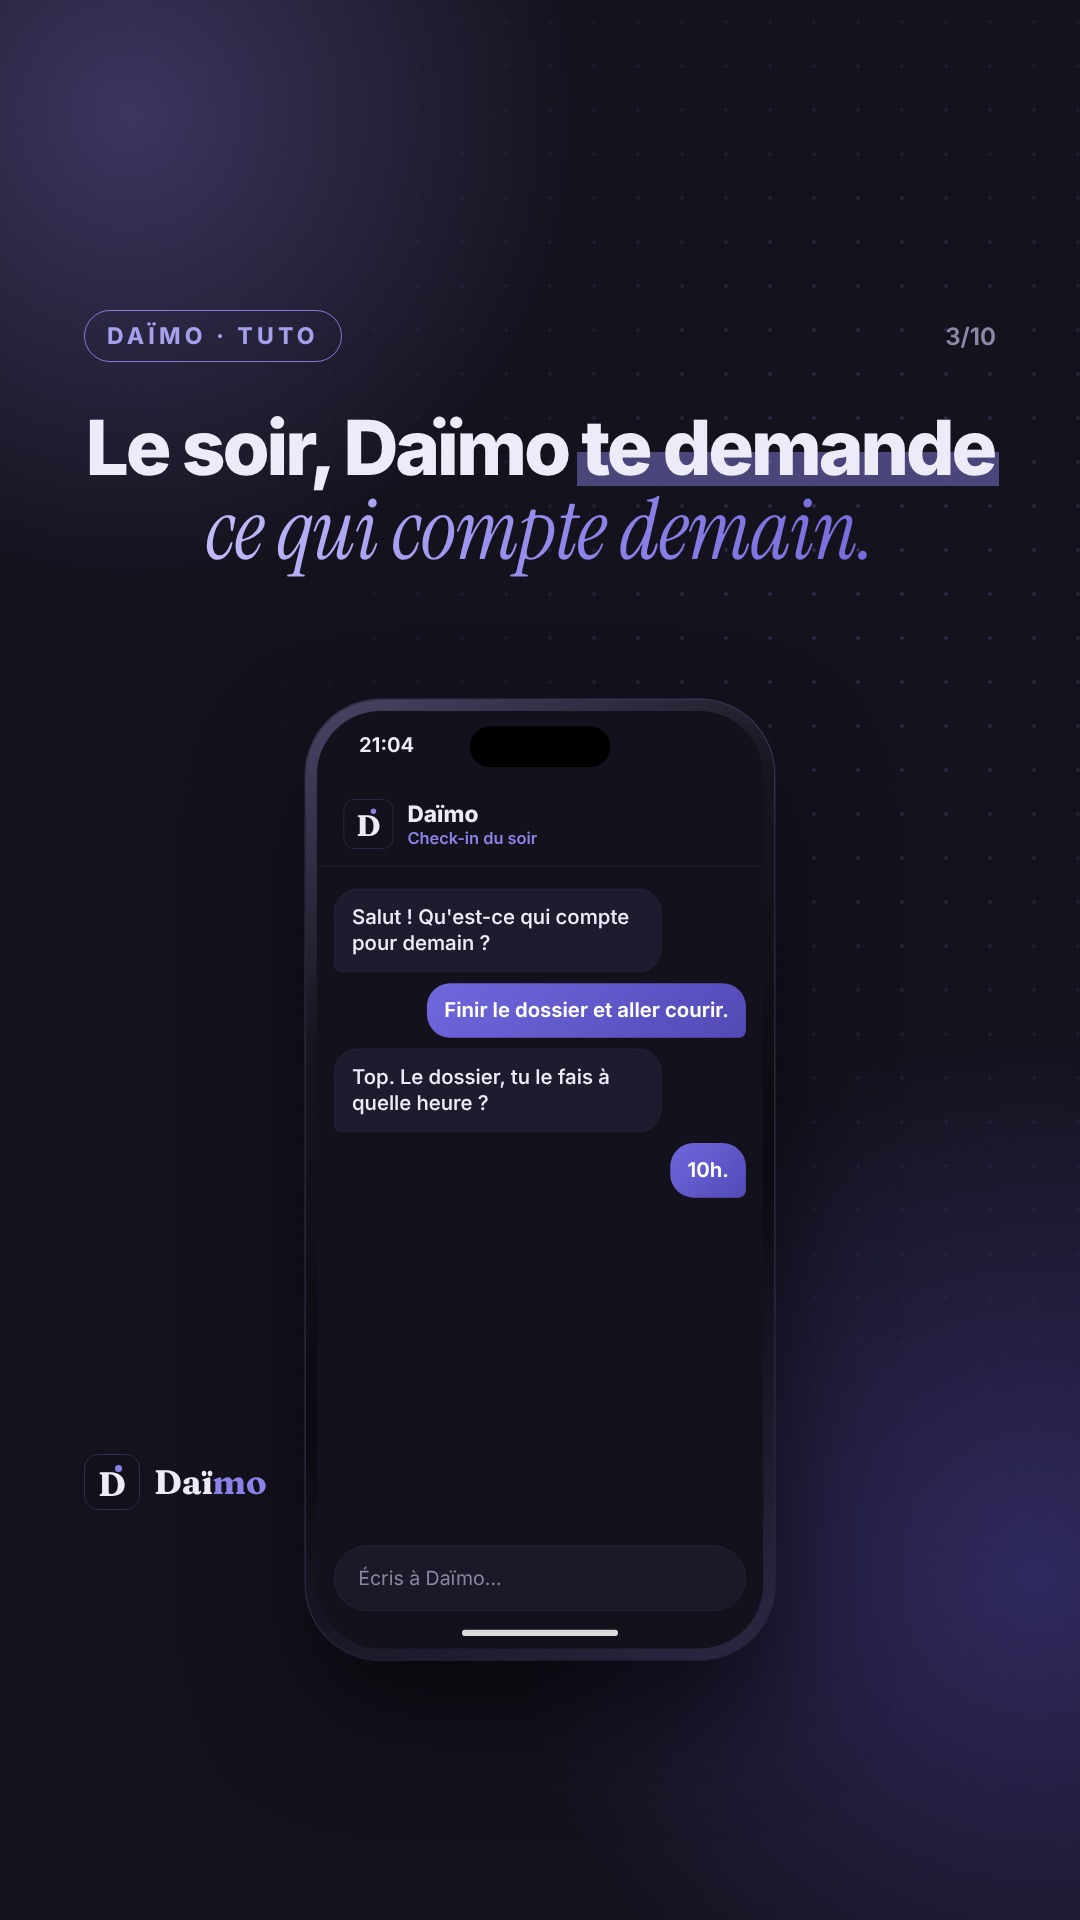 DAÏMO · TUTO
3/10
Le soir, Daïmo te demande
ce qui compte demain.
21:04
D
Daïmo
Check-in du soir
Salut ! Qu'est-ce qui compte
pour demain ?
Finir le dossier et aller courir.
Top. Le dossier, tu le fais à
quelle heure ?
10h.
D Daïmo
Écris à Daïmo...